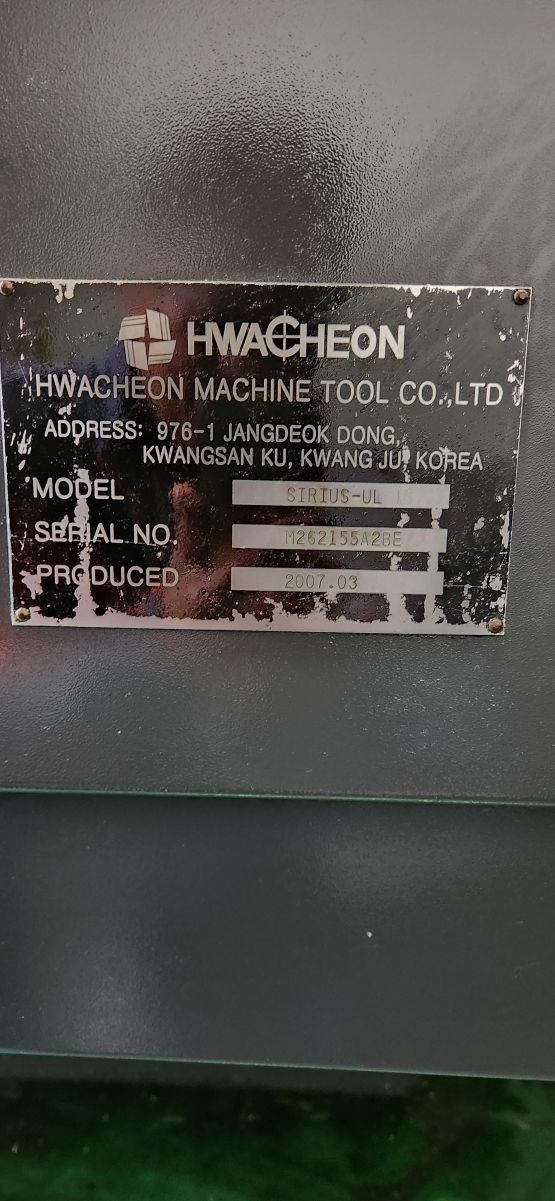 HWACHEON
HWACHEON MACHINE TOOL CO.,LTD
ADDRESS: 976-1 JANGDEOK DONG,
KWANGSAN KU, KWANG JU, KOREA
MODEL SIRIUS-UL
SERIAL NO. M262155A2BE
PRODUCED 2007.03